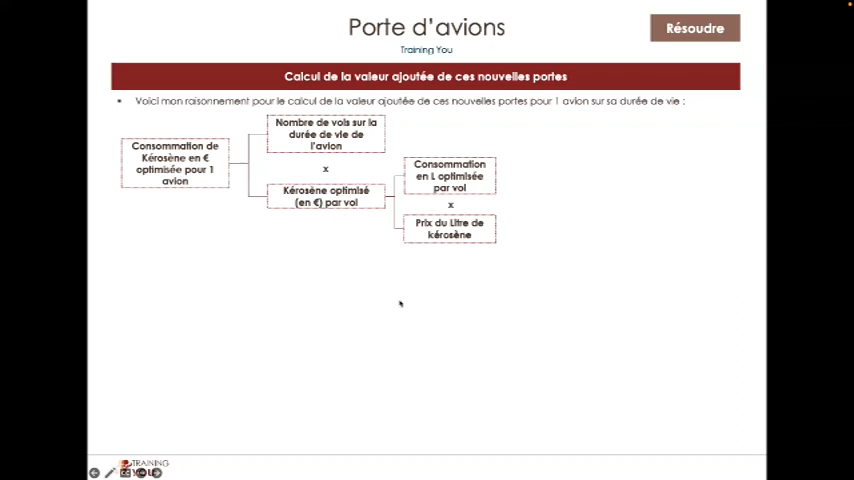 Porte d'avions
Résoudre
Training You
Calcul de la valeur ajoutée de ces nouvelles portes
• Voici mon raisonnement pour le calcul de la valeur ajoutée de ces nouvelles portes pour 1 avion sur sa durée de vie :
Consommation de
Kérosène en €
optimisée pour 1
avion
Nombre de vols sur la
durée de vie de
l'avion
x
Kérosène optimisé
(en €) par vol
Consommation
en L optimisée
par vol
x
Prix du Litre de
kérosène
TRAINING
YOU